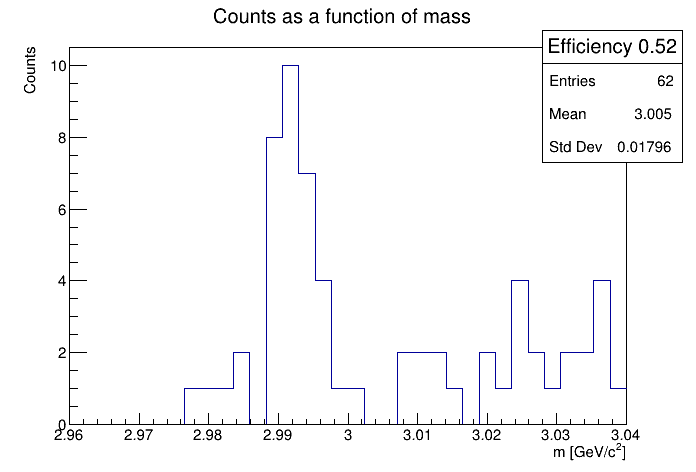 Counts as a function of mass
Efficiency 0.52
Entries 62
Mean 3.005
Std Dev 0.01796
Counts
10
8
6
4
2
0
2.96 2.97 2.98 2.99 3 3.01 3.02 3.03 3.04
m [GeV/c²]